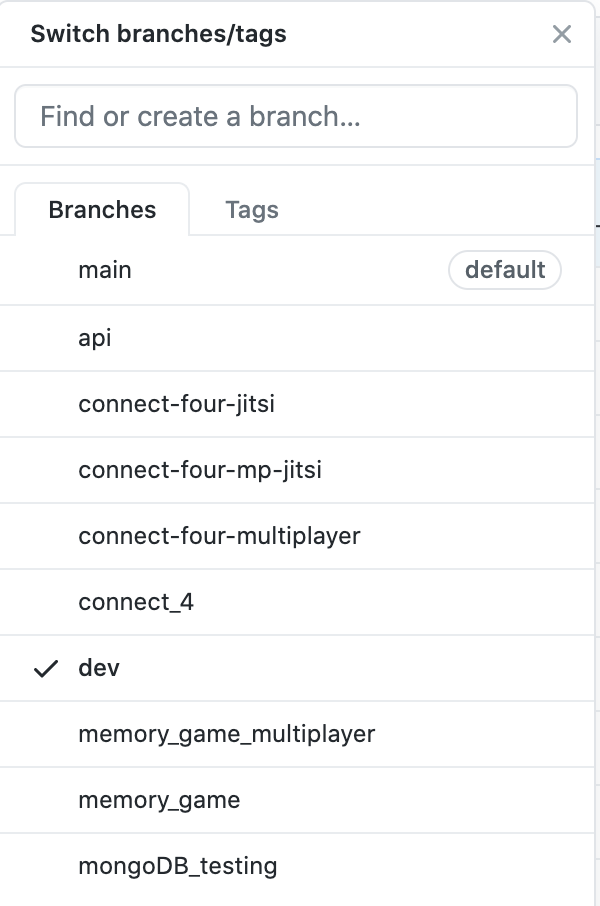 Switch branches/tags
Find or create a branch...
Branches Tags
main default
api
connect-four-jitsi
connect-four-mp-jitsi
connect-four-multiplayer
connect_4
dev
memory_game_multiplayer
memory_game
mongoDB_testing